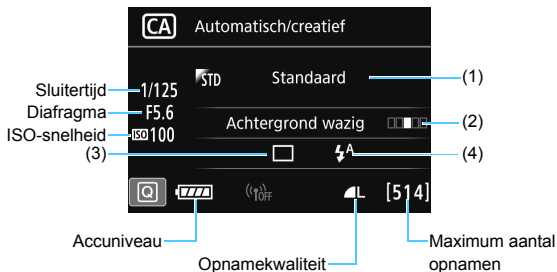 CA Automatisch/creatief
STD Standaard (1)
Sluitertijd 1/125
Diafragma F5.6
ISO-snelheid ISO 100
Achtergrond wazig (2)
(3) A (4)
Q OFF L [514]
Accuniveau
Opnamekwaliteit
Maximum aantal
opnamen